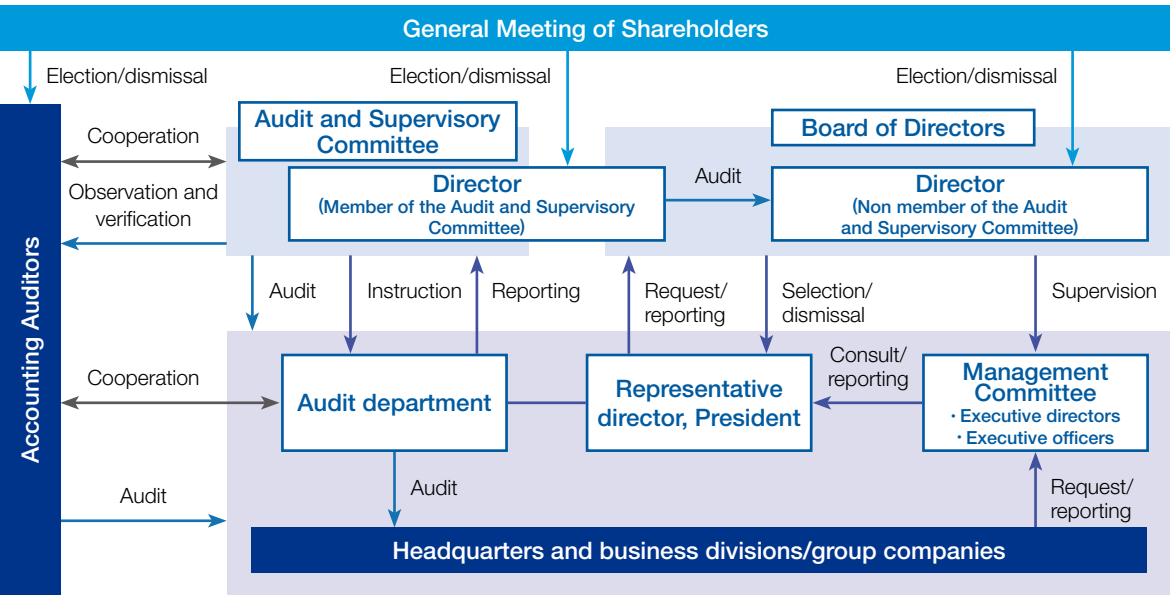 General Meeting of Shareholders
Election/dismissal
Election/dismissal
Election/dismissal
Accounting Auditors
Cooperation
Observation and
verification
Audit and Supervisory
Committee
Board of Directors
Director
(Member of the Audit and Supervisory
Committee)
Audit
Director
(Non member of the Audit
and Supervisory Committee)
Audit
Instruction
Reporting
Request/
reporting
Selection/
dismissal
Supervision
Cooperation
Audit department
Representative
director, President
Consult/
reporting
Management
Committee
・Executive directors
・Executive officers
Audit
Audit
Request/
reporting
Headquarters and business divisions/group companies